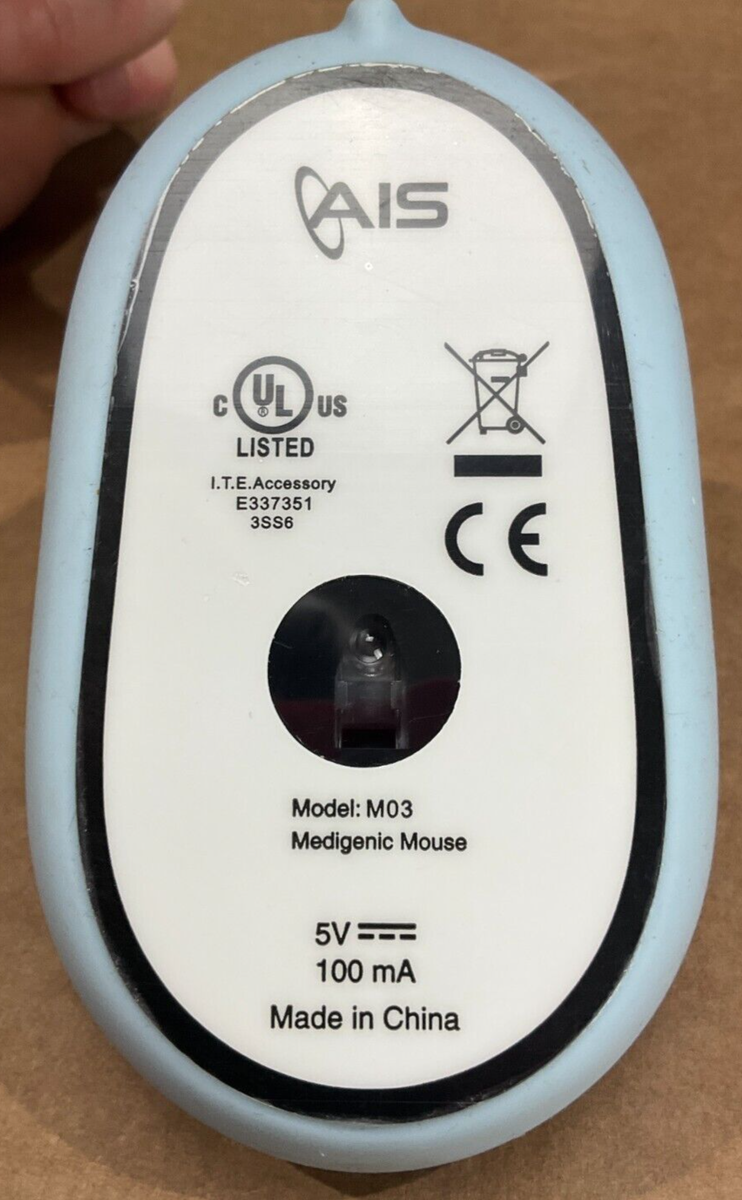 AIS
C UL ® US
LISTED
I.T.E.Accessory
E337351
3SS6
CE
Model: M03
Medigenic Mouse
5V
100 mA
Made in China